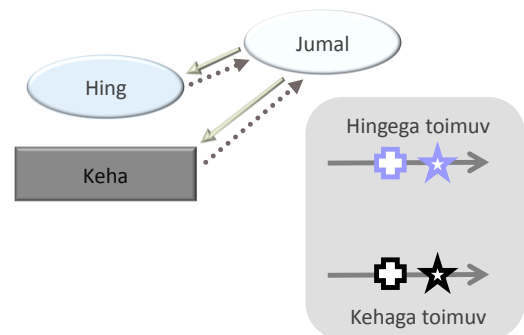 Jumal
Hing
Keha
Hingega toimuv
Kehaga toimuv